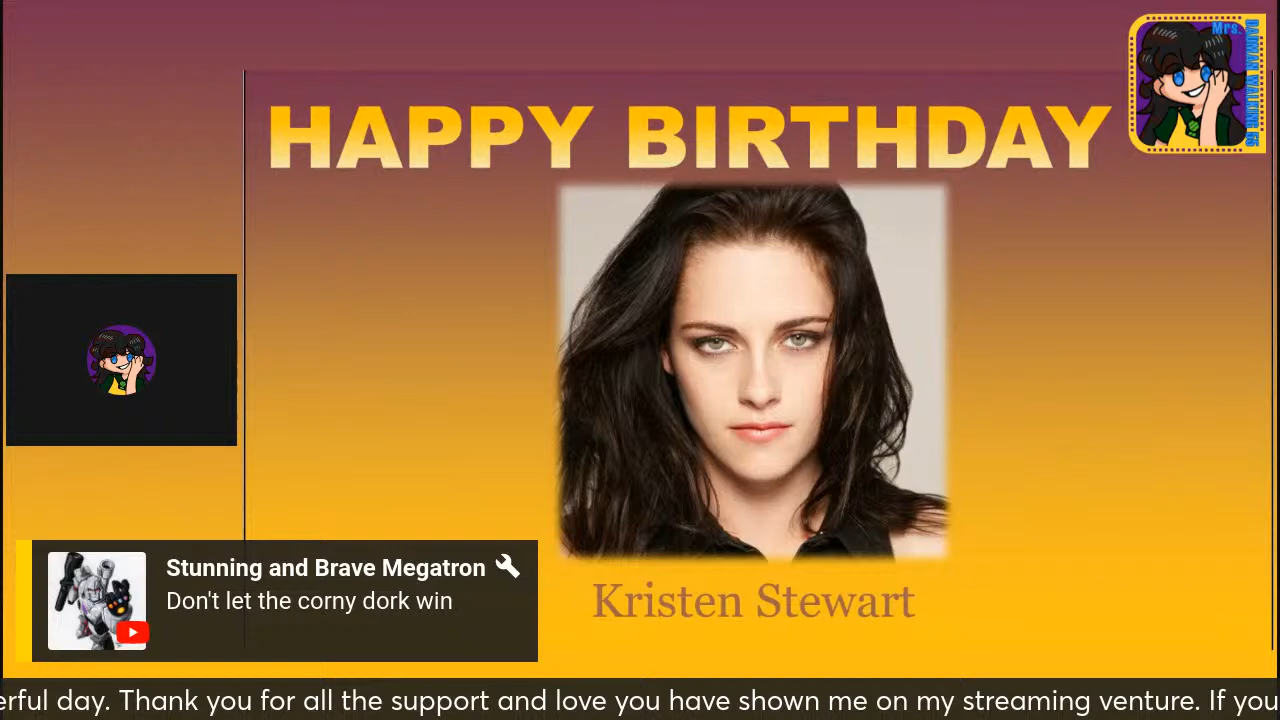 Mrs.
HAPPY BIRTHDAY
Stunning and Brave Megatron
Don't let the corny dork win
Kristen Stewart
erful day. Thank you for all the support and love you have shown me on my streaming venture. If you